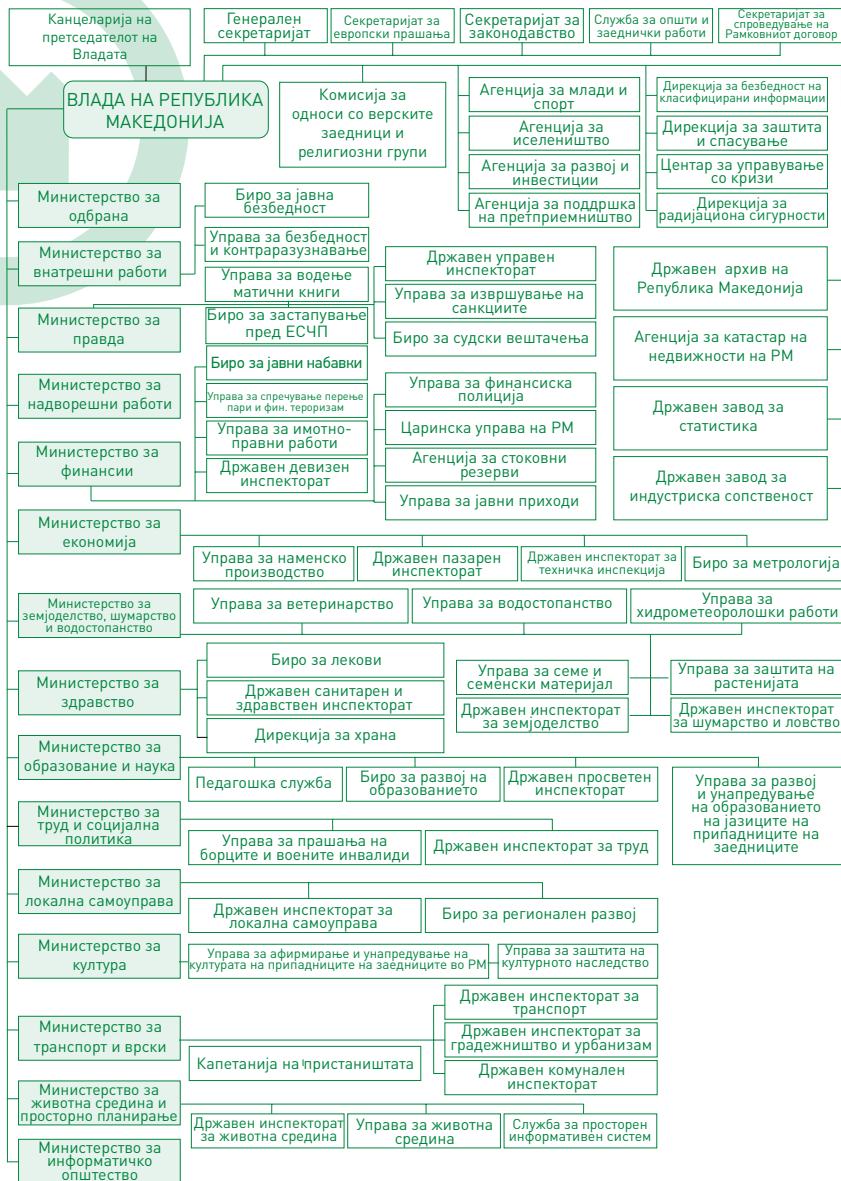 Канцеларија на
претседателот на
Владата
Генерален
секретаријат
Секретаријат за
европски прашања
Секретаријат за
законодавство
Служба за општи и
заеднички работи
Секретаријат за
спроведување на
Рамковниот договор
ВЛАДА НА РЕПУБЛИКА
МАКЕДОНИЈА
Комисија за
односи со верските
заедници и
религиозни групи
Агенција за млади и
спорт
Агенција за
иселеништво
Агенција за развој и
инвестиции
Агенција за поддршка
на претприемништво
Дирекција за безбедност на
класифицирани информации
Дирекција за заштита
и спасување
Центар за управување
со кризи
Дирекција за
радијациона сигурности
Министерство за
одбрана
Министерство за
внатрешни работи
Биро за јавна
безбедност
Управа за безбедност
и контраразузнавање
Министерство за
правда
Управа за водење
матични книги
Биро за застапување
пред ЕСЧП
Државен управен
инспекторат
Управа за извршување на
санкциите
Биро за судски вештачења
Државен архив на
Република Македонија
Агенција за катастар на
недвижности на РМ
Државен завод за
статистика
Државен завод за
индустриска сопственост
Министерство за
надворешни работи
Министерство за
финансии
Биро за јавни набавки
Управа за спречување перење
пари и фин. тероризам
Управа за имотно-
правни работи
Државен девизен
инспекторат
Управа за финансиска
полиција
Царинска управа на РМ
Агенција за стоковни
резерви
Управа за јавни приходи
Министерство за
економија
Управа за наменско
производство
Државен пазарен
инспекторат
Државен инспекторат за
техничка инспекција
Биро за метрологија
Министерство за
земјоделство, шумарство
и водостопанство
Управа за ветеринарство
Управа за водостопанство
Управа за
хидрометеоролошки работи
Управа за семе и
семенски материјал
Управа за заштита на
растенијата
Државен инспекторат
за земјоделство
Државен инспекторат
за шумарство и ловство
Министерство за
здравство
Биро за лекови
Државен санитарен и
здравствен инспекторат
Дирекција за храна
Министерство за
образование и наука
Педагошка служба
Биро за развој на
образованието
Државен просветен
инспекторат
Управа за развој
и унапредување
на образованието
на јазиците на
припадниците на
заедниците
Министерство за
труд и социјална
политика
Управа за прашања на
борците и воените инвалиди
Државен инспекторат за труд
Министерство за
локална самоуправа
Државен инспекторат за
локална самоуправа
Биро за регионален развој
Министерство за
култура
Управа за афирмирање и унапредување на
културата на припадниците на заедниците во РМ
Управа за заштита на
културното наследство
Министерство за
транспорт и врски
Капетанија на пристаништата
Државен инспекторат за
транспорт
Државен инспекторат за
градежништво и урбанизам
Државен комунален
инспекторат
Министерство за
животна средина и
просторно планирање
Државен инспекторат
за животна средина
Управа за животна
средина
Служба за просторен
информативен систем
Министерство за
информатичко
општество